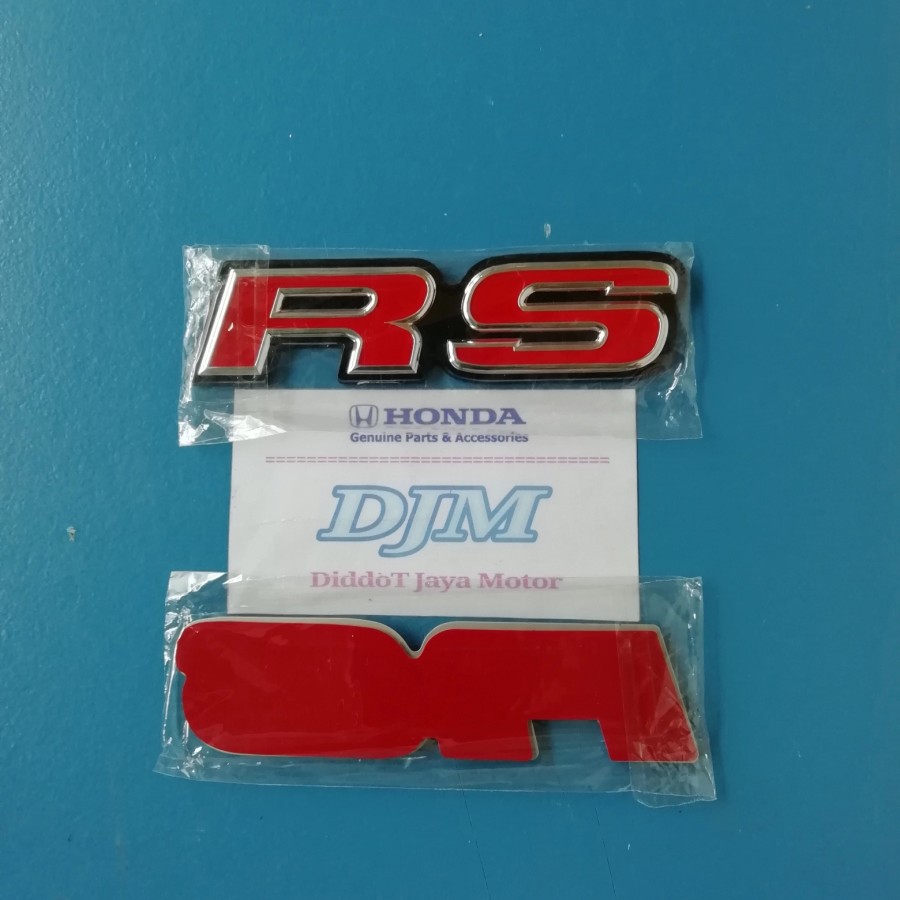 RS
HONDA
Genuine Parts & Accessories
==================================
DJM
DiddoT Jaya Motor